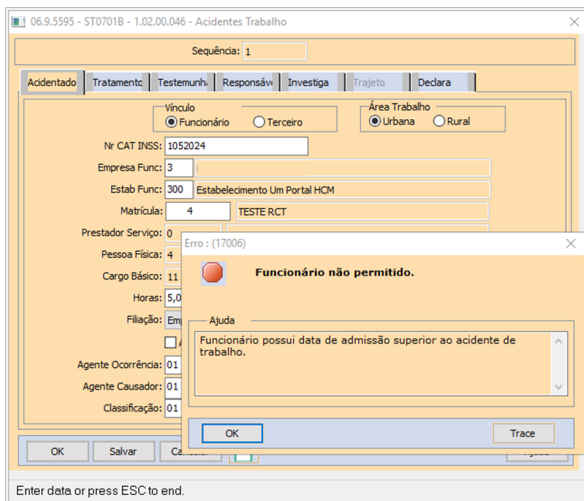 06.9.5595 - ST0701B - 1.02.00.046 - Acidentes Trabalho
Sequência: 1
Acidentado Tratamento Testemunha Responsáv Investiga Trajeto Declara
Vínculo Área Trabalho
Funcionário Terceiro Urbana Rural
Nr CAT INSS: 1052024
Empresa Func: 3
Estab Func: 300 Estabelecimento Um Portal HCM
Matrícula: 4 TESTE RCT
Prestador Serviço: 0
Pessoa Física: 4
Cargo Básico: 11
Horas: 5,0
Filiação: Em
Agente Ocorrência: 01
Agente Causador: 01
Classificação: 01
Erro : (17006)
Funcionário não permitido.
Ajuda
Funcionário possui data de admissão superior ao acidente de
trabalho.
OK Trace
OK Salvar
Enter data or press ESC to end.